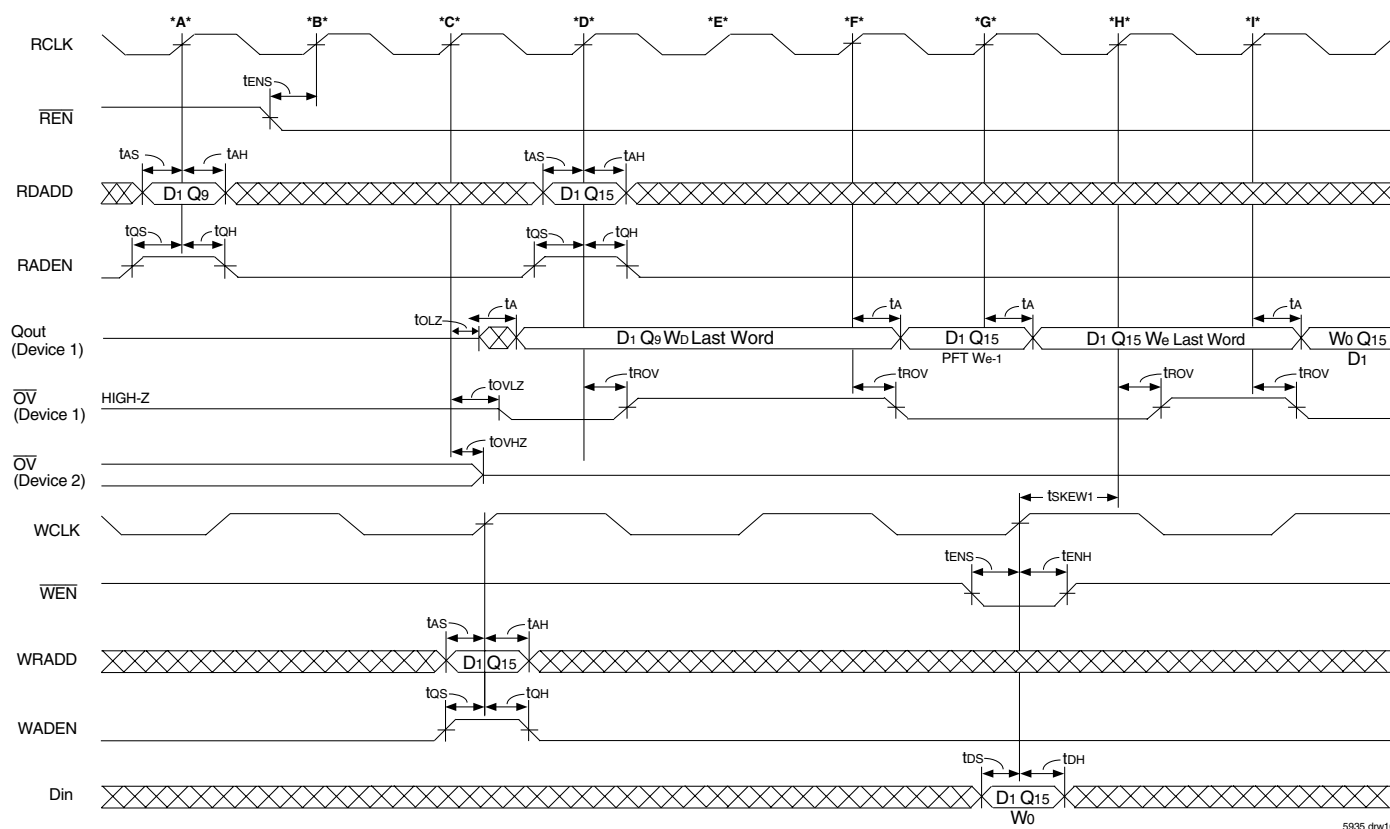 *A* *B* *C* *D* *E* *F* *G* *H* *I*
RCLK
tENS
REN
tAS tAH tAS tAH
RDADD D1 Q9 D1 Q15
tQS tQH tQS tQH
RADEN
tA tA tA tA
tOLZ
Qout
(Device 1)
D1 Q9 WD Last Word D1 Q15 D1 Q15 We Last Word W0 Q15
PFT We-1 D1
tOVLZ tROV tROV tROV tROV
OV
(Device 1)
HIGH-Z
tOVHZ
OV
(Device 2)
tSKEW1
WCLK
tENS tENH
WEN
tAS tAH
WRADD D1 Q15
tQS tQH
WADEN
tDS tDH
Din D1 Q15
W0